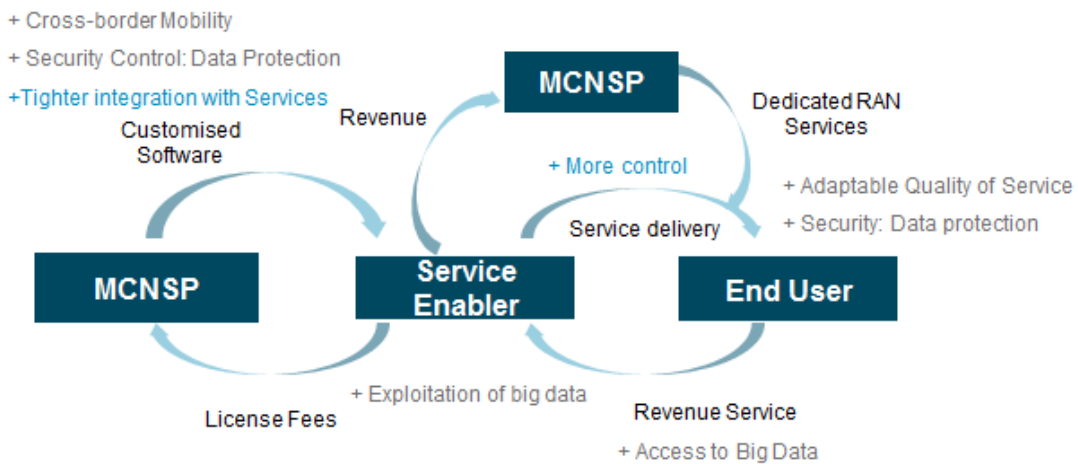 + Cross-border Mobility
+ Security Control: Data Protection
+Tighter integration with Services
Customised
Software
Revenue
MCNSP
Dedicated RAN
Services
+ More control
+ Adaptable Quality of Service
+ Security: Data protection
Service delivery
MCNSP
Service
Enabler
End User
+ Exploitation of big data
License Fees
Revenue Service
+ Access to Big Data